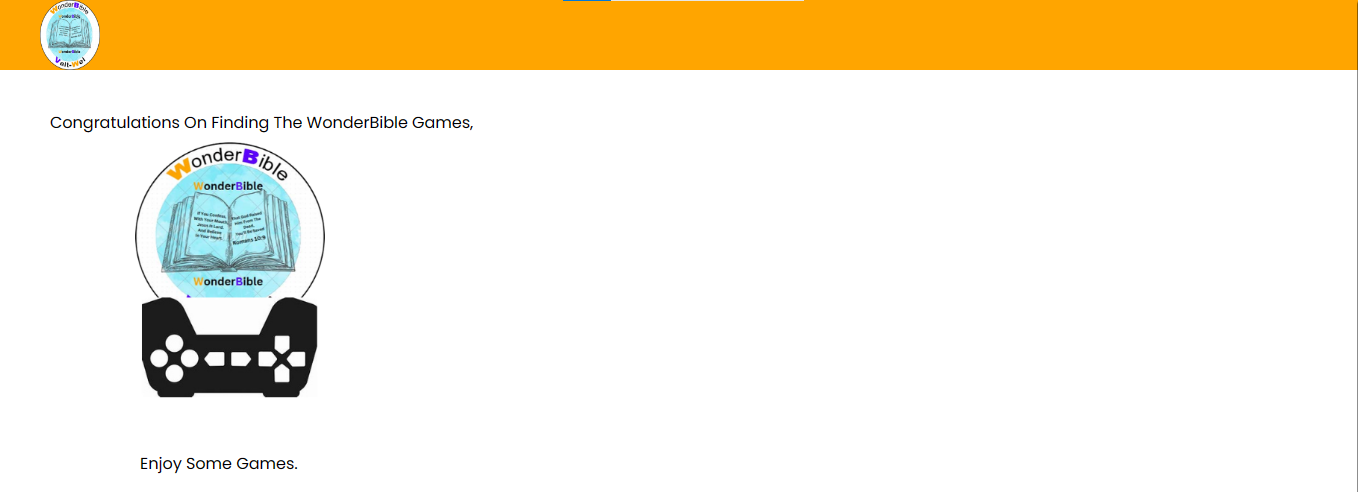 WonderBible
WonderBible
WonderBible
Veit-Wel
Congratulations On Finding The WonderBible Games,
WonderBible
WonderBible
If You Confess,
With Your Mouth,
Jesus Is Lord,
And Believe
In Your Heart,
That God Raised
Him From The
Dead,
You'll Be Saved
Romans 10:9
WonderBible
Enjoy Some Games.